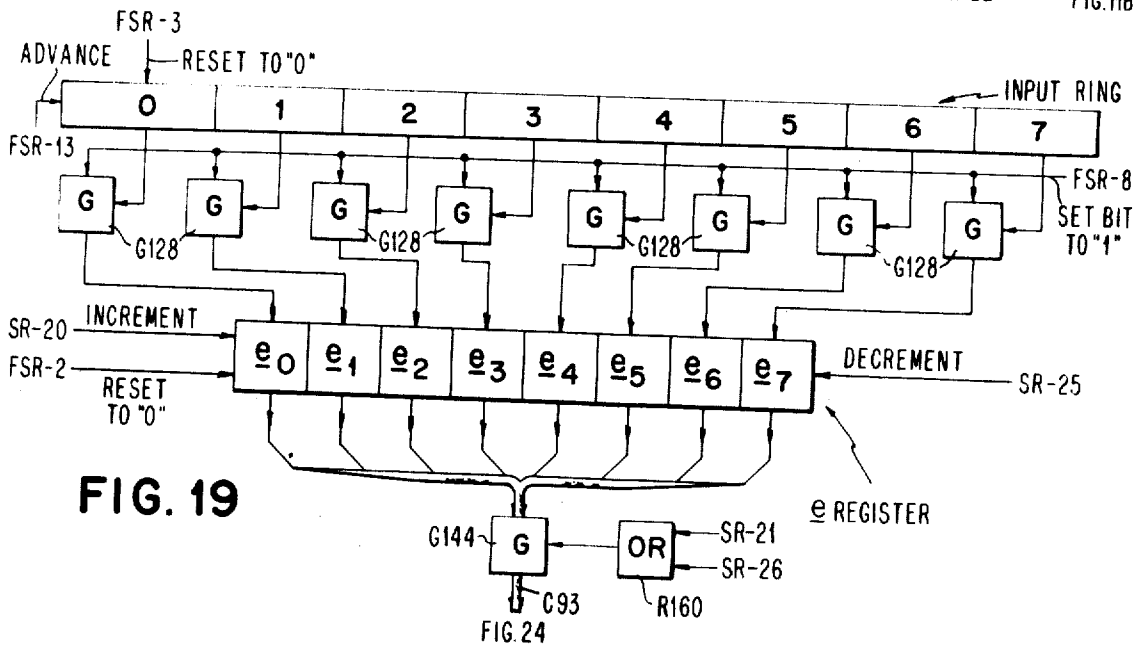 FIG. 11B
FSR-3
ADVANCE
RESET TO "0"
INPUT RING
0 1 2 3 4 5 6 7
FSR-13
FSR-8
G G G G G G G G
SET BIT
TO "1"
G128 G128 G128 G128
INCREMENT
SR-20
e0 e1 e2 e3 e4 e5 e6 e7
DECREMENT
FSR-2
SR-25
RESET
TO "0"
FIG. 19
e REGISTER
G144 G OR SR-21
SR-26
C93 R160
FIG. 24